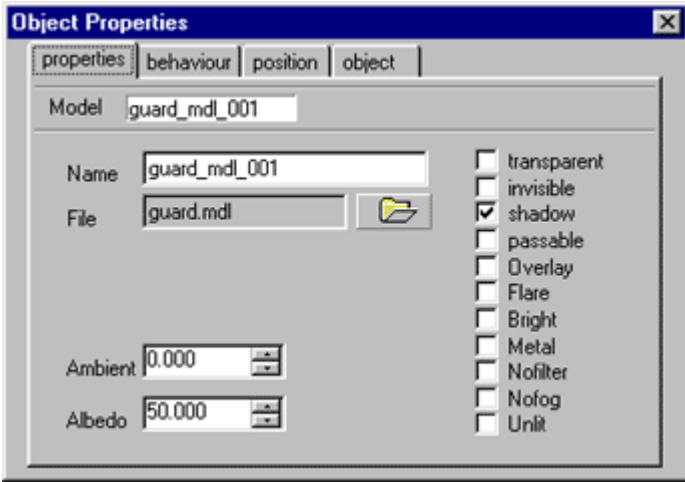 Object Properties
properties behaviour position object
Model guard_mdl_001
Name guard_mdl_001
File guard.mdl
Ambient 0.000
Albedo 50.000
transparent
invisible
shadow
passable
Overlay
Flare
Bright
Metal
Nofilter
Nofog
Unlit